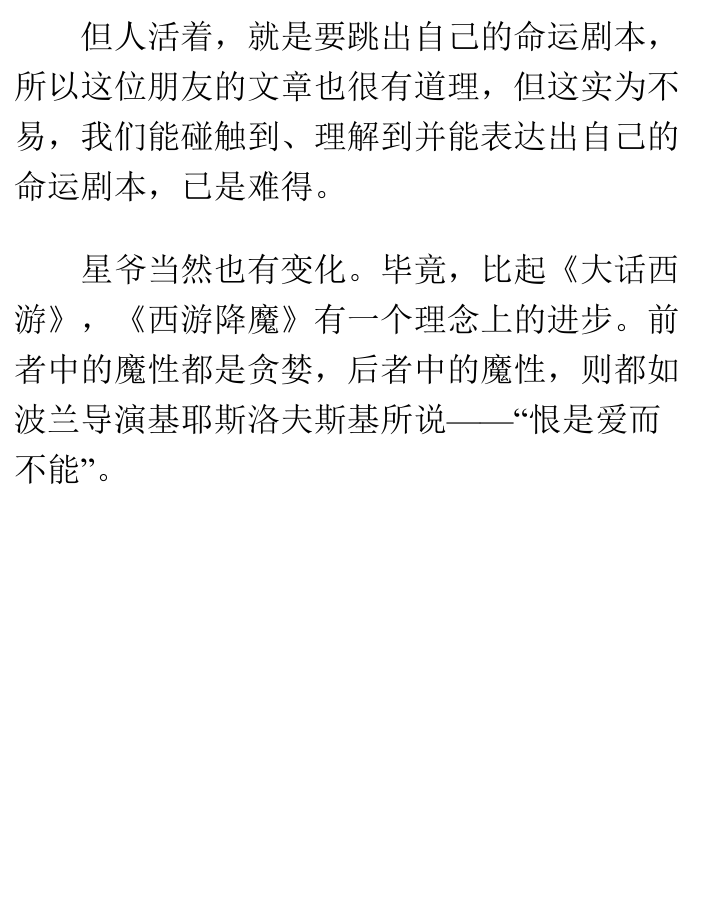 但人活着，就是要跳出自己的命运剧本，
所以这位朋友的文章也很有道理，但这实为不
易，我们能碰触到、理解到并能表达出自己的
命运剧本，已是难得。
星爷当然也有变化。毕竟，比起《大话西
游》，《西游降魔》有一个理念上的进步。前
者中的魔性都是贪婪，后者中的魔性，则都如
波兰导演基耶斯洛夫斯基所说——“恨是爱而
不能”。